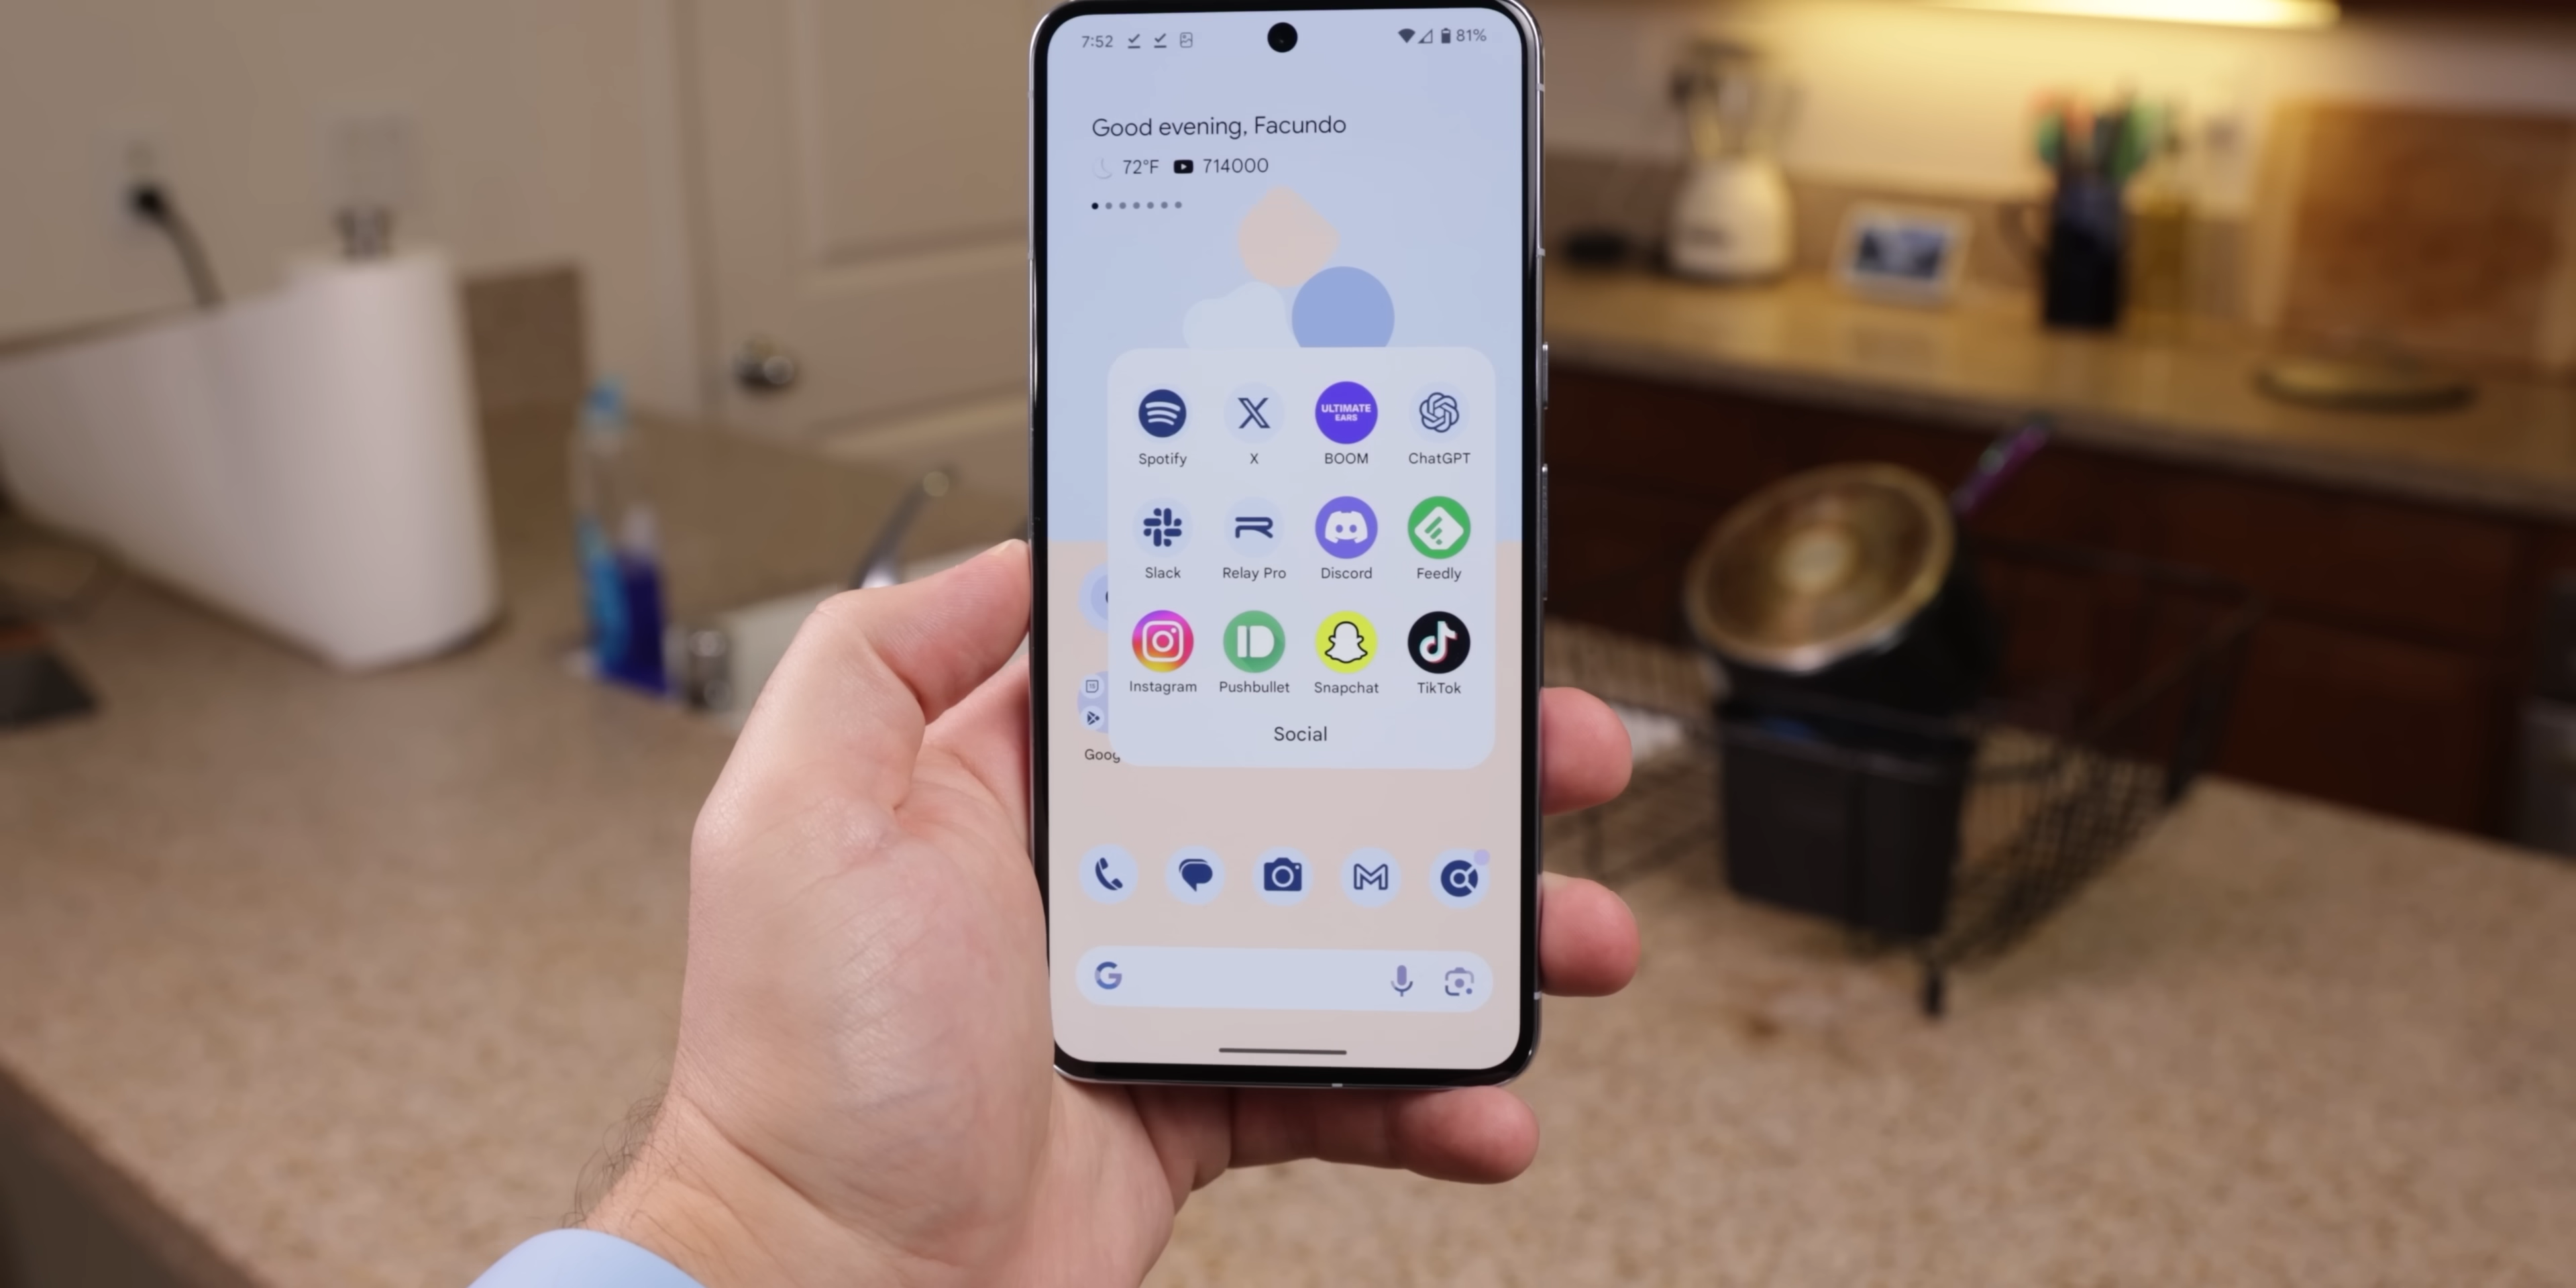 7:52 81%
Good evening, Facundo
72°F 714000
Spotify X ULTIMATE EARS BOOM ChatGPT
Slack Relay Pro Discord Feedly
Instagram Pushbullet Snapchat TikTok
Social
Goog
G